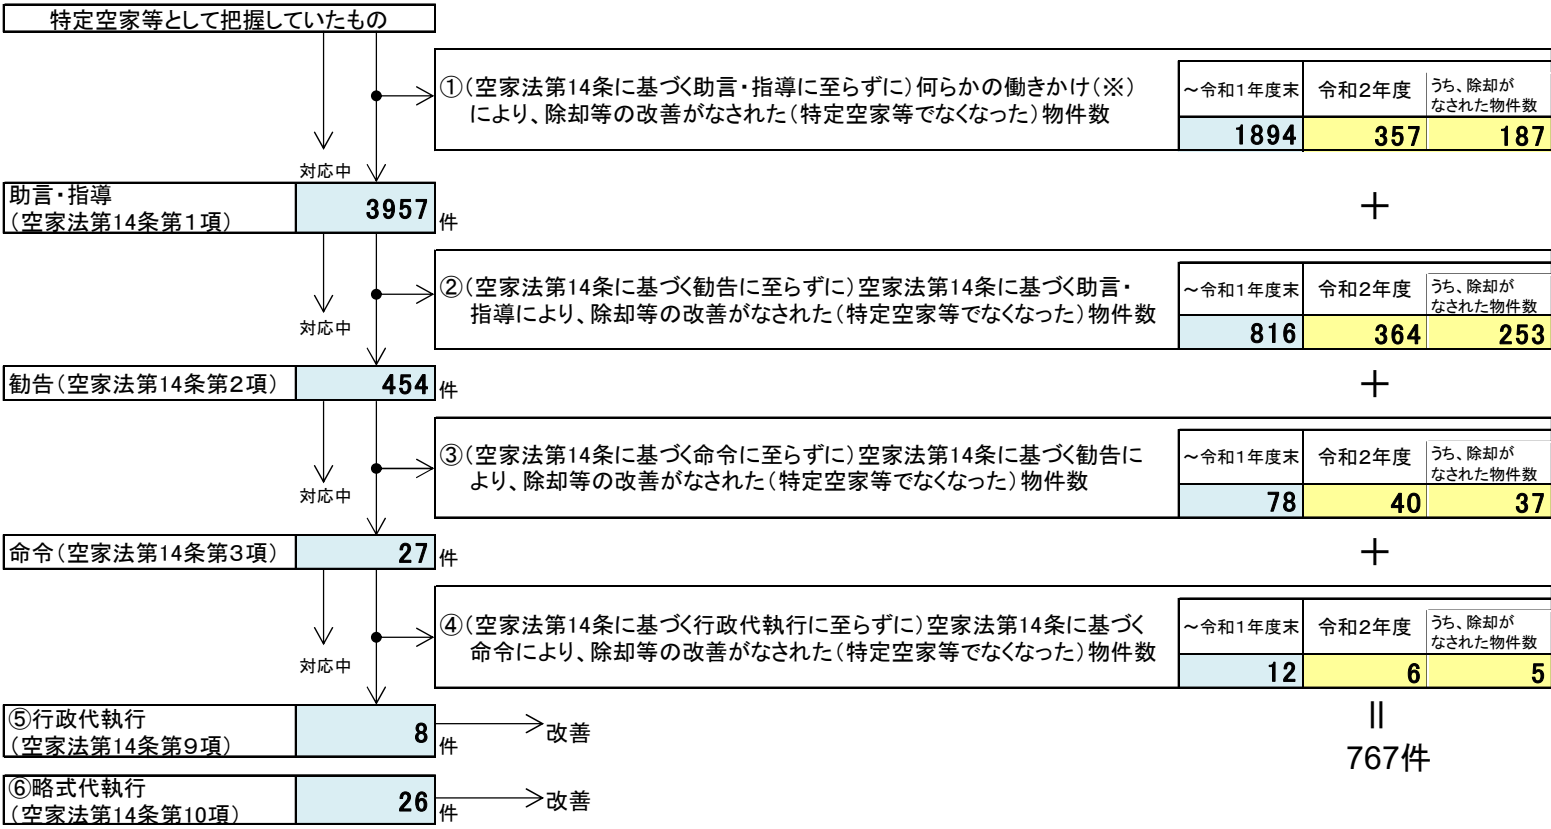 特定空家等として把握していたもの
①(空家法第14条に基づく助言・指導に至らずに)何らかの働きかけ(※)
により、除却等の改善がなされた(特定空家等でなくなった)物件数
～令和1年度末 令和2年度 うち、除却が
なされた物件数
1894 357 187
対応中
助言・指導
(空家法第14条第1項)
3957 件
＋
②(空家法第14条に基づく勧告に至らずに)空家法第14条に基づく助言・
指導により、除却等の改善がなされた(特定空家等でなくなった)物件数
～令和1年度末 令和2年度 うち、除却が
なされた物件数
816 364 253
対応中
勧告(空家法第14条第2項) 454 件
＋
③(空家法第14条に基づく命令に至らずに)空家法第14条に基づく勧告に
より、除却等の改善がなされた(特定空家等でなくなった)物件数
～令和1年度末 令和2年度 うち、除却が
なされた物件数
78 40 37
対応中
命令(空家法第14条第3項) 27 件
＋
④(空家法第14条に基づく行政代執行に至らずに)空家法第14条に基づく
命令により、除却等の改善がなされた(特定空家等でなくなった)物件数
～令和1年度末 令和2年度 うち、除却が
なされた物件数
12 6 5
対応中
⑤行政代執行
(空家法第14条第9項)
8 件 改善
＝
767件
⑥略式代執行
(空家法第14条第10項)
26 件 改善